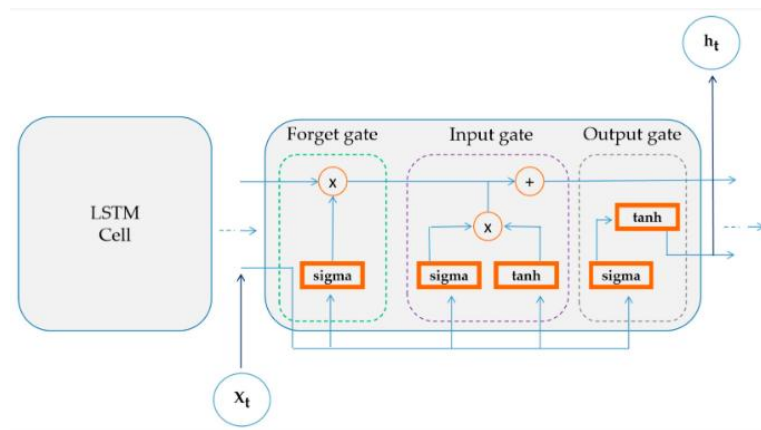 h_t
Forget gate
Input gate
Output gate
x
+
LSTM
Cell
x
tanh
sigma
sigma
tanh
sigma
X_t